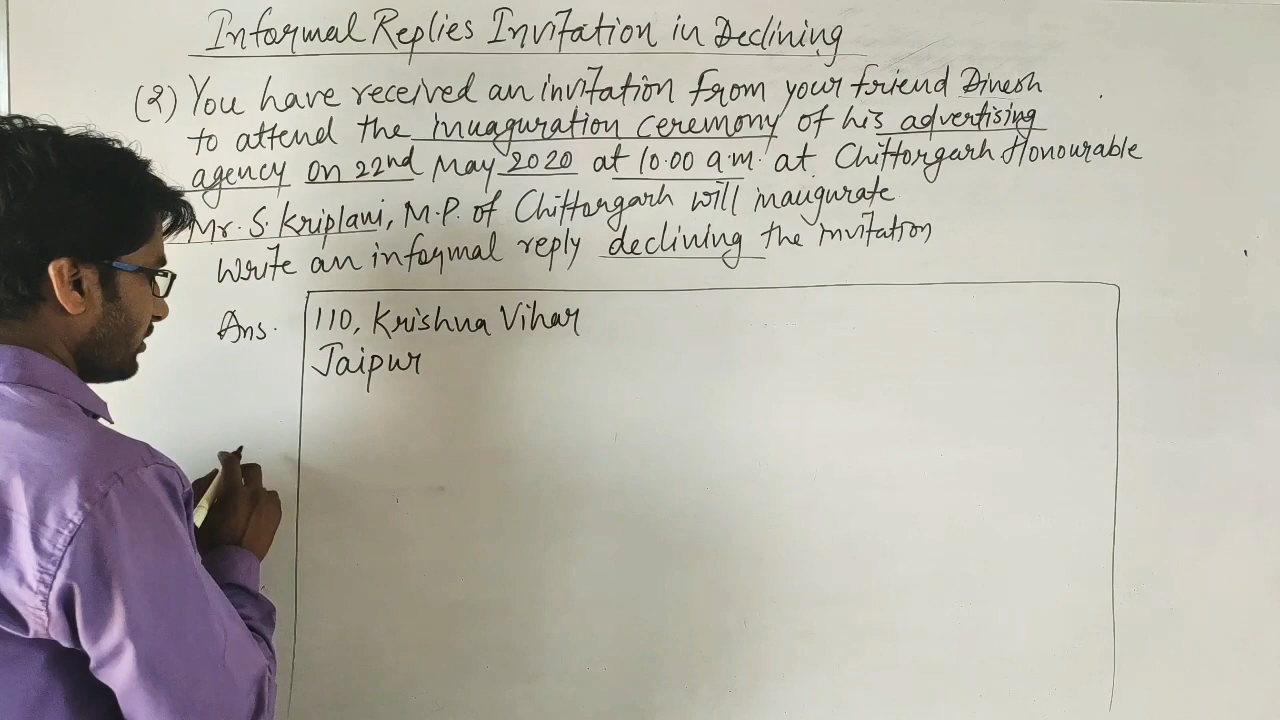 Informal Replies Invitation in Declining
(2) You have received an invitation from your friend Dinesh
to attend the inuaguration ceremony of his advertising
agency on 22nd May 2020 at 10.00 a.m. at Chittorgarh Honourable
Mr. S. Kriplani, M.P. of Chittorgarh will inaugurate
Write an informal reply declining the invitation
Ans.
110, Krishna Vihar
Jaipur